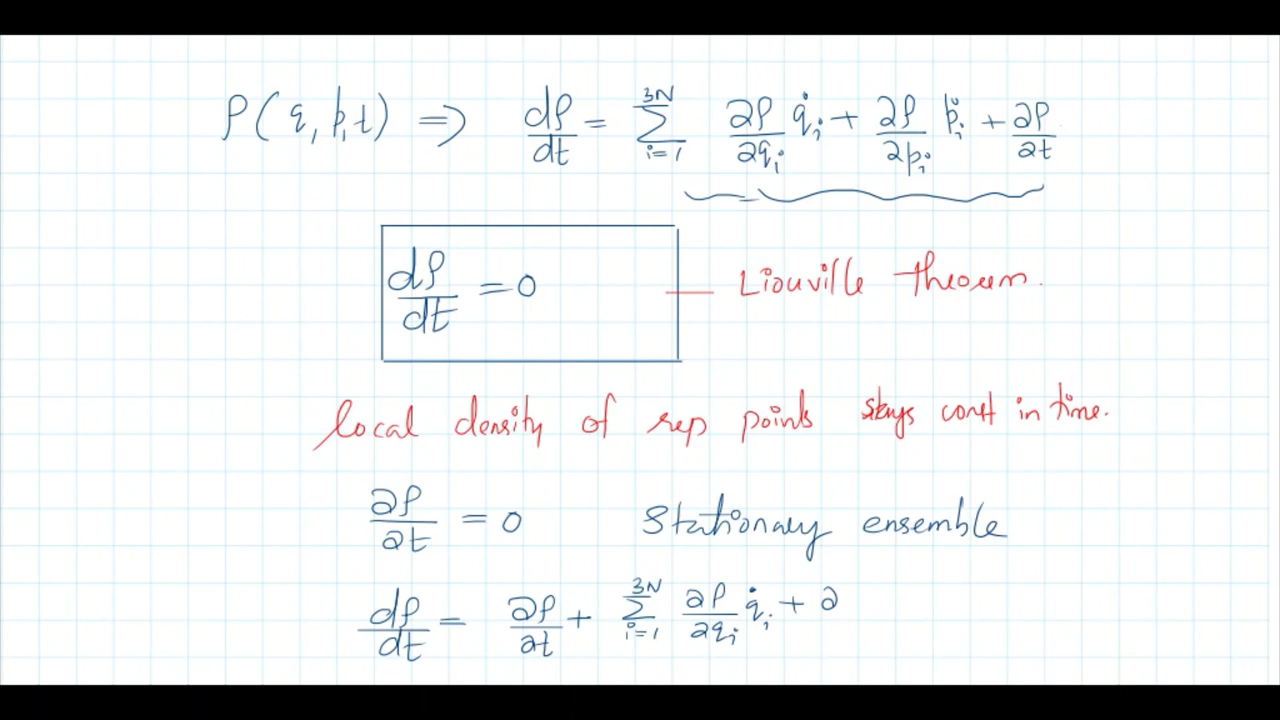 ρ(q, p, t) ⇒ dρ/dt = Σ_{i=1}^{3N} ∂ρ/∂q_i q̇_i + ∂ρ/∂p_i ṗ_i + ∂ρ/∂t
dρ/dt = 0 — Liouville theorem.
local density of rep points stays const in time.
∂ρ/∂t = 0 Stationary ensemble
dρ/dt = ∂ρ/∂t + Σ_{i=1}^{3N} ∂ρ/∂q_i q̇_i + ∂